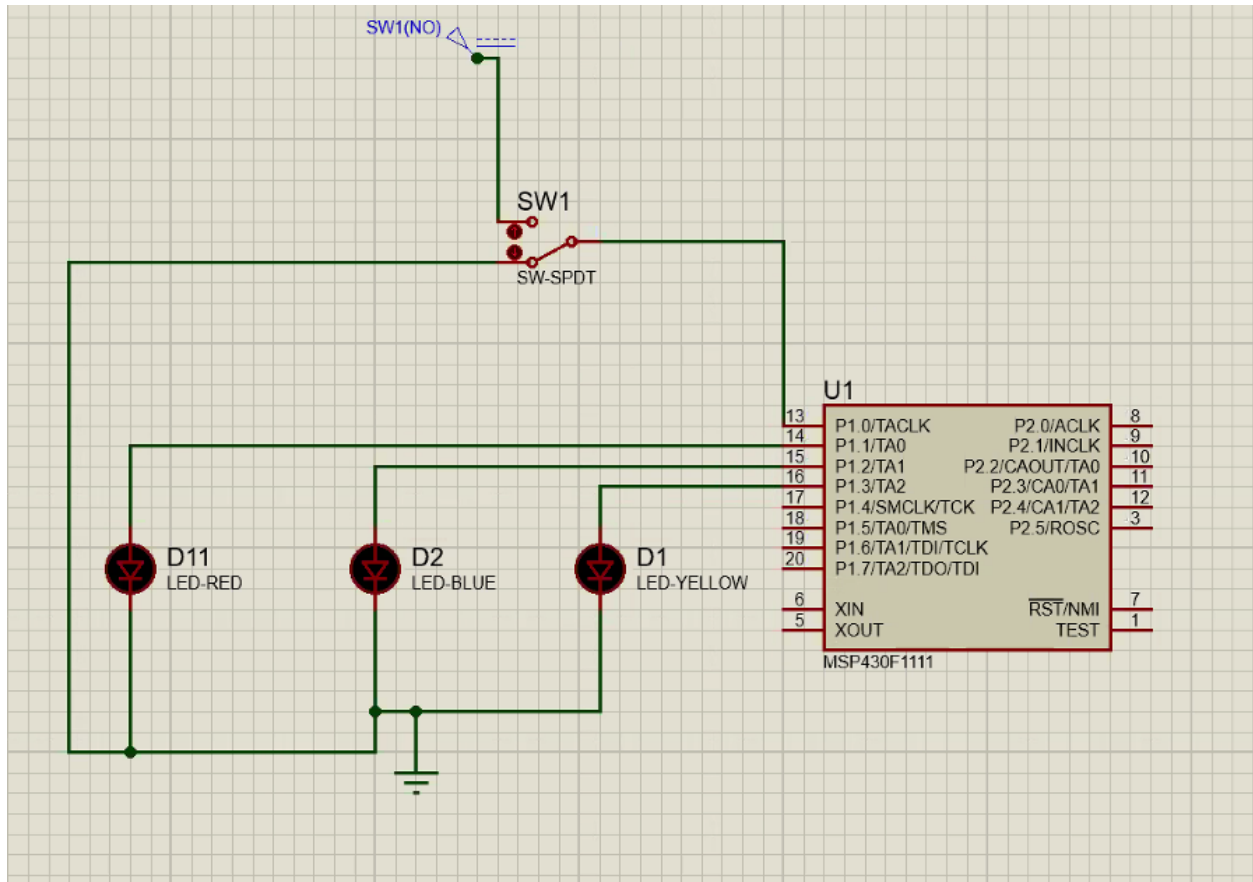 SW1(NO)
SW1
SW-SPDT
U1
13 P1.0/TACLK P2.0/ACLK 8
14 P1.1/TA0 P2.1/INCLK 9
15 P1.2/TA1 P2.2/CAOUT/TA0 10
16 P1.3/TA2 P2.3/CA0/TA1 11
17 P1.4/SMCLK/TCK P2.4/CA1/TA2 12
18 P1.5/TA0/TMS P2.5/ROSC 3
19 P1.6/TA1/TDI/TCLK
20 P1.7/TA2/TDO/TDI
6 XIN RST/NMI 7
5 XOUT TEST 1
MSP430F1111
D11
LED-RED
D2
LED-BLUE
D1
LED-YELLOW